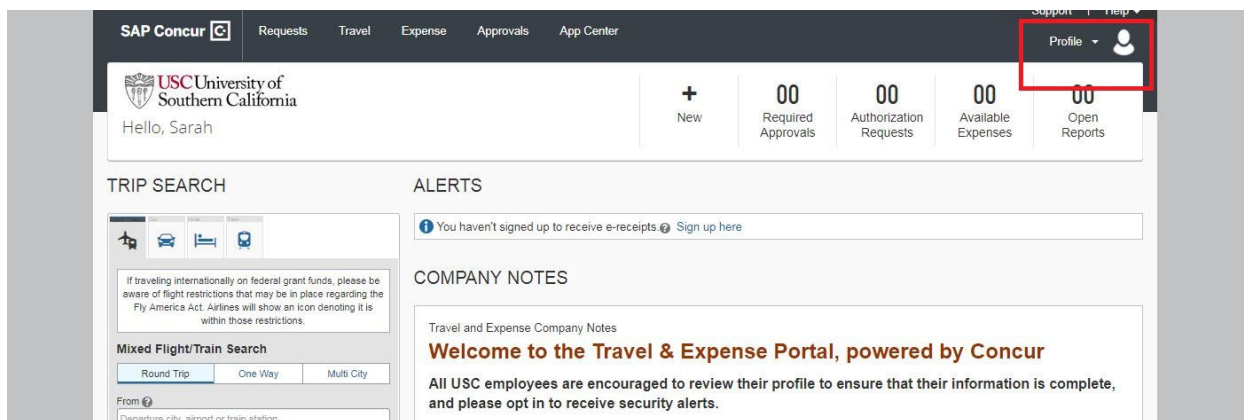 Support | Help
SAP Concur C
Requests
Travel
Expense
Approvals
App Center
Profile
USC University of
Southern California
Hello, Sarah
+
New
00
Required
Approvals
00
Authorization
Requests
00
Available
Expenses
00
Open
Reports
TRIP SEARCH
If traveling internationally on federal grant funds, please be
aware of flight restrictions that may be in place regarding the
Fly America Act. Airlines will show an icon denoting it is
within those restrictions.
Mixed Flight/Train Search
Round Trip
One Way
Multi City
From ?
Departure city, airport or train station
ALERTS
You haven't signed up to receive e-receipts. ? Sign up here
COMPANY NOTES
Travel and Expense Company Notes
Welcome to the Travel & Expense Portal, powered by Concur
All USC employees are encouraged to review their profile to ensure that their information is complete,
and please opt in to receive security alerts.